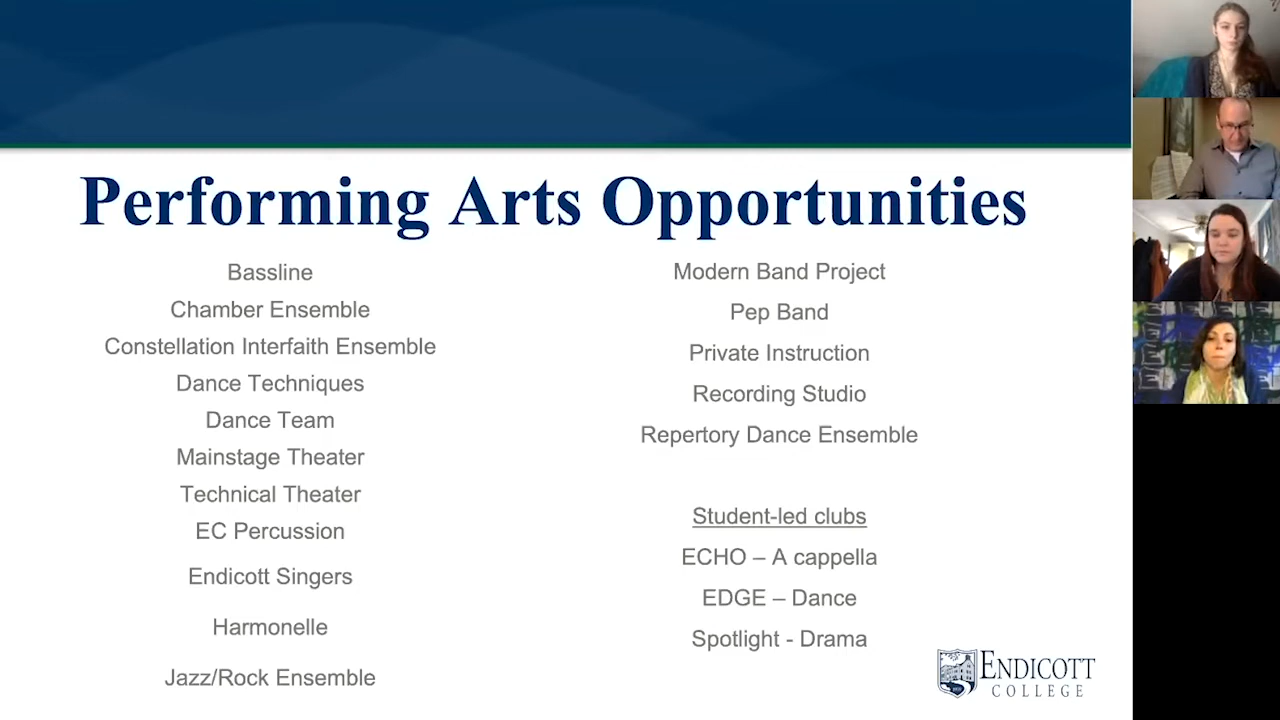 Performing Arts Opportunities
Bassline
Chamber Ensemble
Constellation Interfaith Ensemble
Dance Techniques
Dance Team
Mainstage Theater
Technical Theater
EC Percussion
Endicott Singers
Harmonelle
Jazz/Rock Ensemble
Modern Band Project
Pep Band
Private Instruction
Recording Studio
Repertory Dance Ensemble
Student-led clubs
ECHO – A cappella
EDGE – Dance
Spotlight - Drama
ENDICOTT
COLLEGE